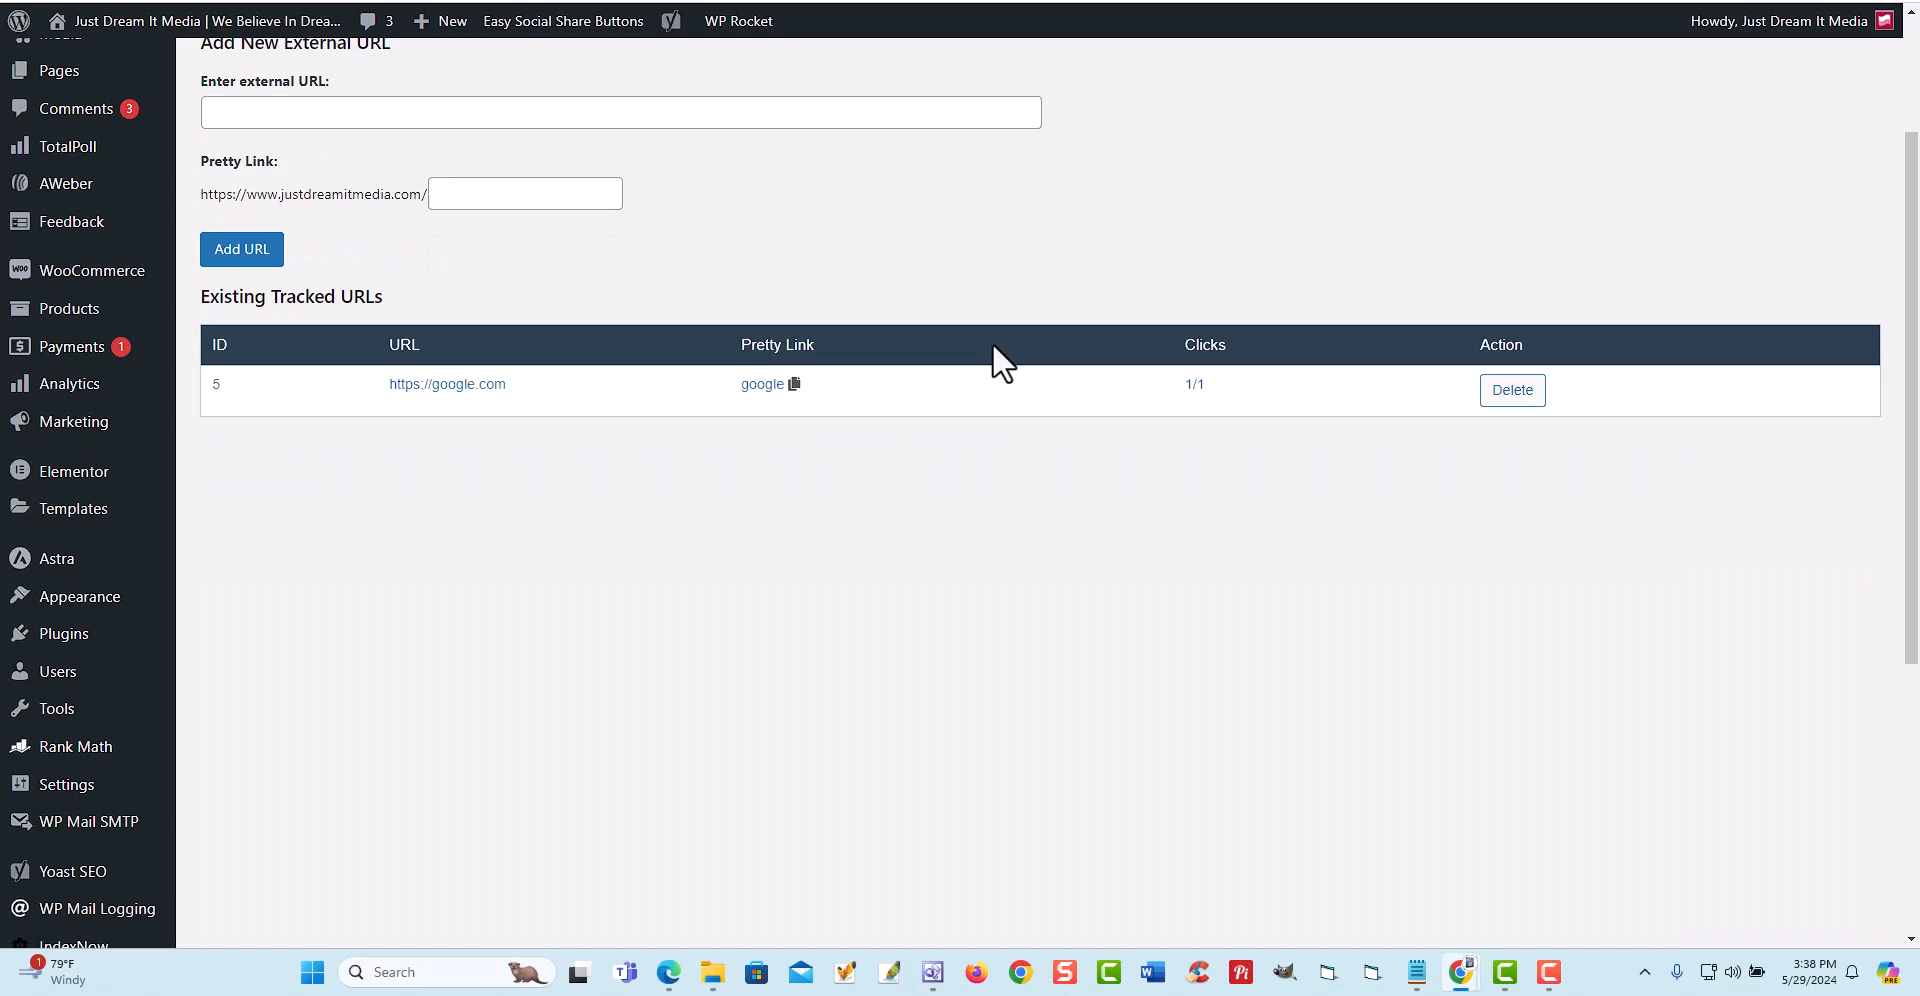 Just Dream It Media | We Believe In Drea...
3
New
Easy Social Share Buttons
WP Rocket
Howdy, Just Dream It Media
Media
Pages
Comments 3
TotalPoll
AWeber
Feedback
WooCommerce
Products
Payments 1
Analytics
Marketing
Elementor
Templates
Astra
Appearance
Plugins
Users
Tools
Rank Math
Settings
WP Mail SMTP
Yoast SEO
WP Mail Logging
IndexNow
Add New External URL
Enter external URL:
Pretty Link:
https://www.justdreamitmedia.com/
Add URL
Existing Tracked URLs
ID URL Pretty Link Clicks Action
5 https://google.com google 1/1 Delete
1
79°F
Windy
Search
3:38 PM
5/29/2024